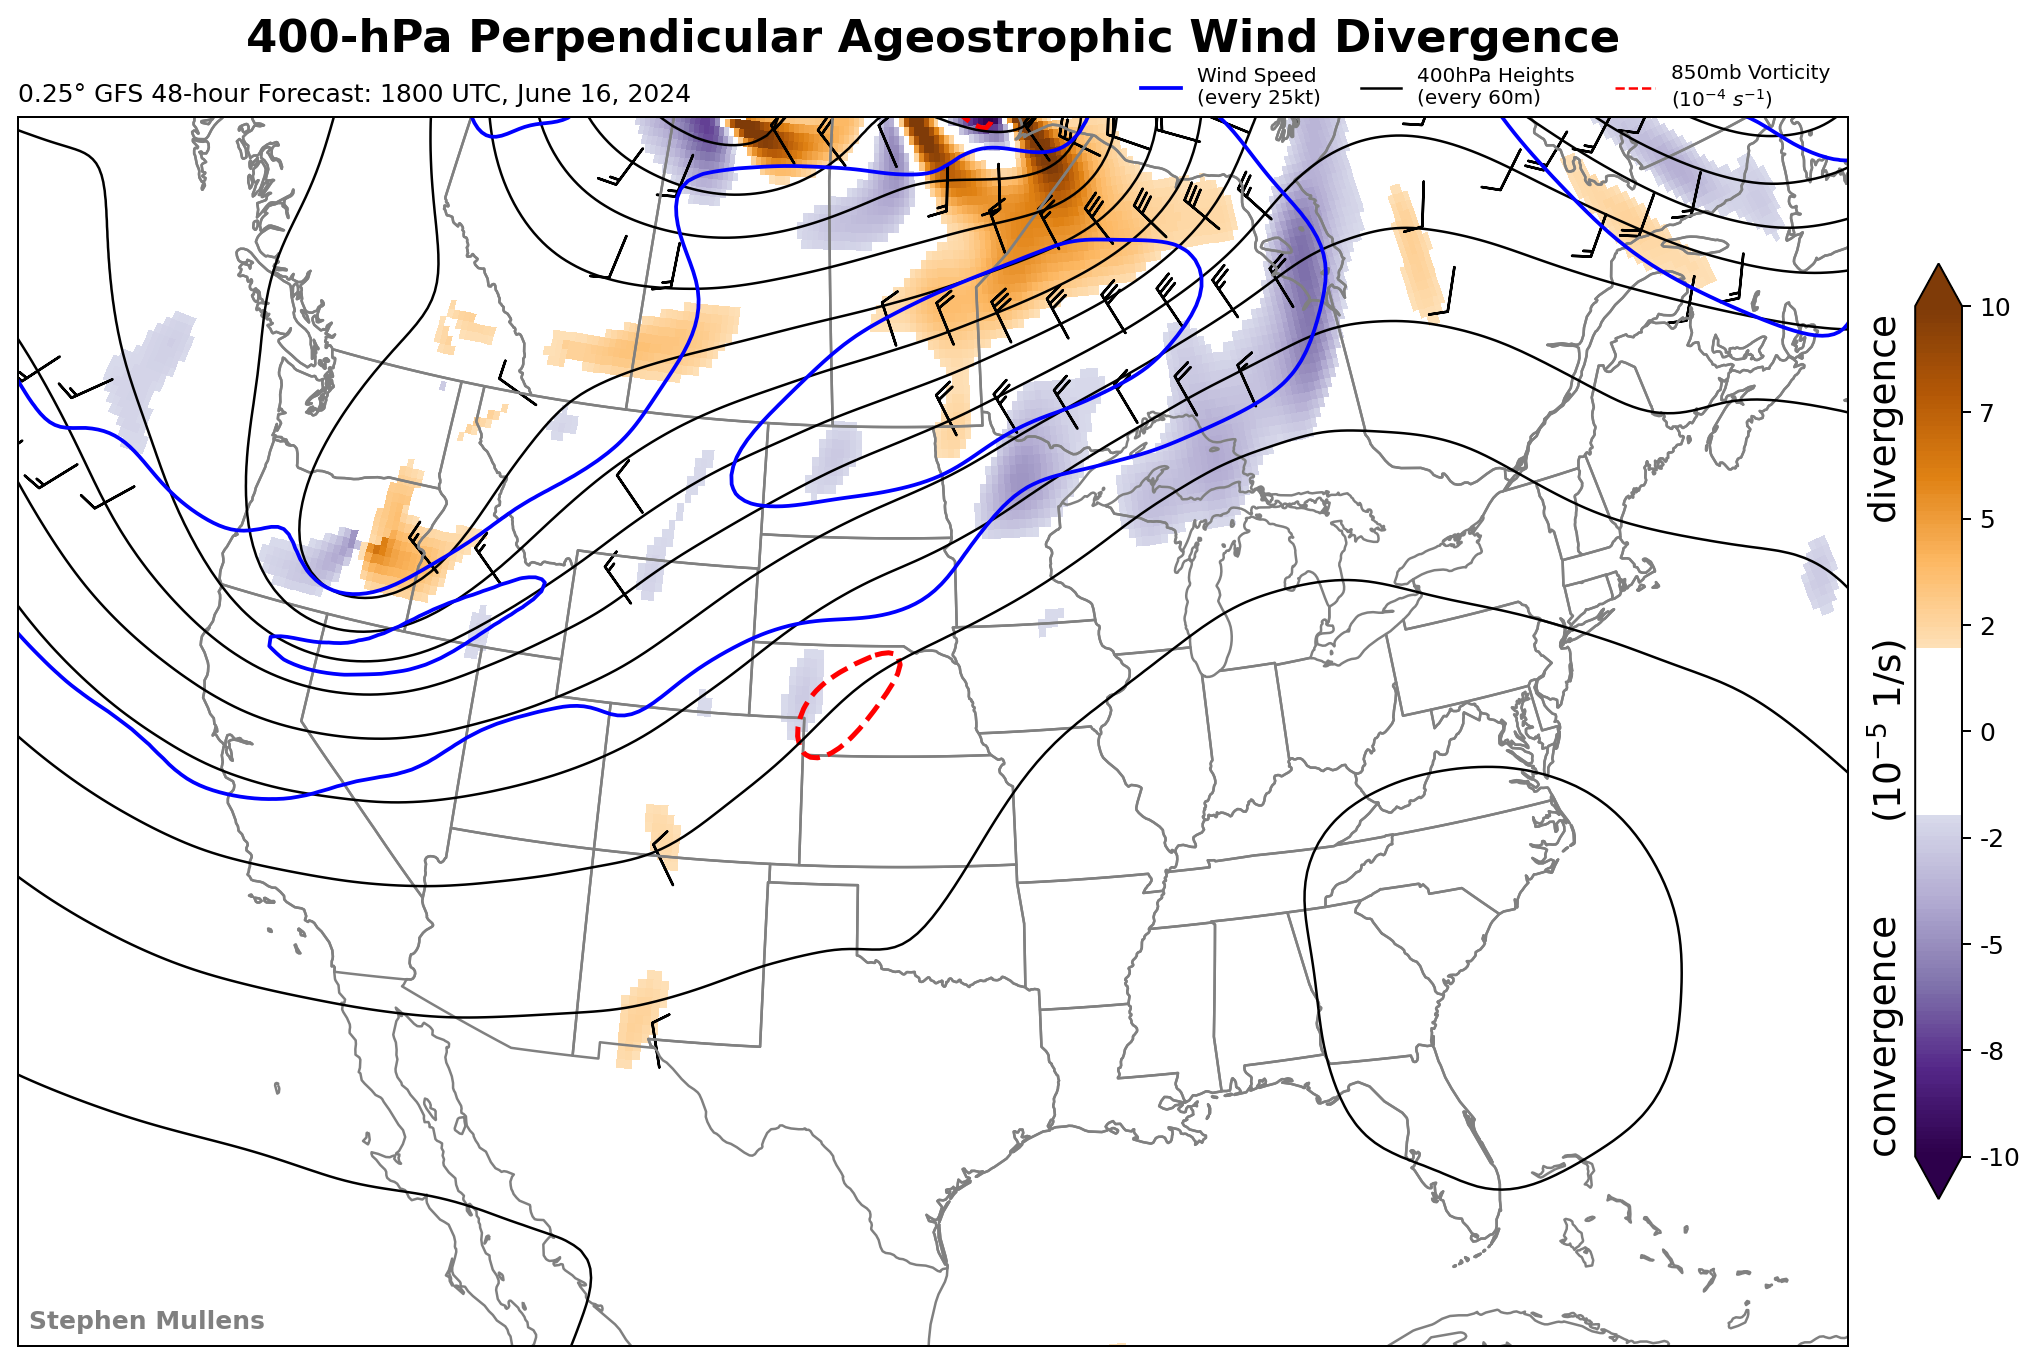 400-hPa Perpendicular Ageostrophic Wind Divergence
0.25° GFS 48-hour Forecast: 1800 UTC, June 16, 2024
Wind Speed
(every 25kt)
400hPa Heights
(every 60m)
850mb Vorticity
(10⁻⁴ s⁻¹)
10
7
5
2
0
-2
-5
-8
-10
convergence (10⁻⁵ 1/s) divergence
Stephen Mullens